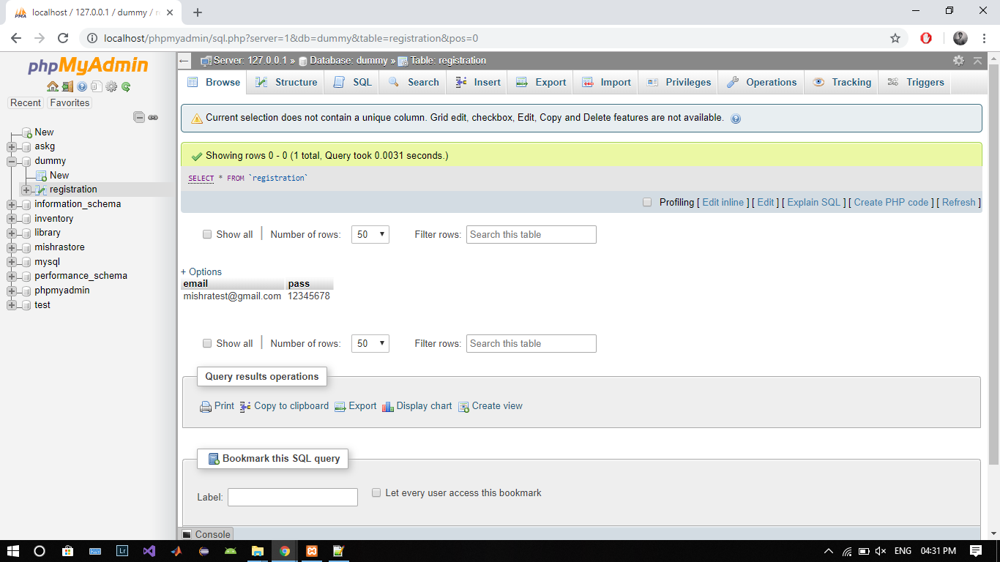 localhost / 127.0.0.1 / dummy / r
localhost/phpmyadmin/sql.php?server=1&db=dummy&table=registration&pos=0
phpMyAdmin
Recent Favorites
New
askg
dummy
New
registration
information_schema
inventory
library
mishrastore
mysql
performance_schema
phpmyadmin
test
Server: 127.0.0.1 » Database: dummy » Table: registration
Browse Structure SQL Search Insert Export Import Privileges Operations Tracking Triggers
Current selection does not contain a unique column. Grid edit, checkbox, Edit, Copy and Delete features are not available.
Showing rows 0 - 0 (1 total, Query took 0.0031 seconds.)
SELECT * FROM `registration`
Profiling [ Edit inline ] [ Edit ] [ Explain SQL ] [ Create PHP code ] [ Refresh ]
Show all Number of rows: 50 Filter rows: Search this table
+ Options
email pass
mishratest@gmail.com 12345678
Show all Number of rows: 50 Filter rows: Search this table
Query results operations
Print Copy to clipboard Export Display chart Create view
Bookmark this SQL query
Label: Let every user access this bookmark
Console
Lr ENG 04:31 PM